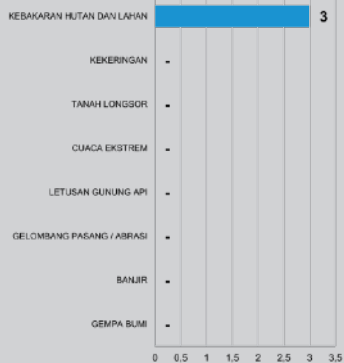 KEBAKARAN HUTAN DAN LAHAN 3
KEKERINGAN -
TANAH LONGSOR -
CUACA EKSTREM -
LETUSAN GUNUNG API -
GELOMBANG PASANG / ABRASI -
BANJIR -
GEMPA BUMI -
0 0,5 1 1,5 2 2,5 3 3,5